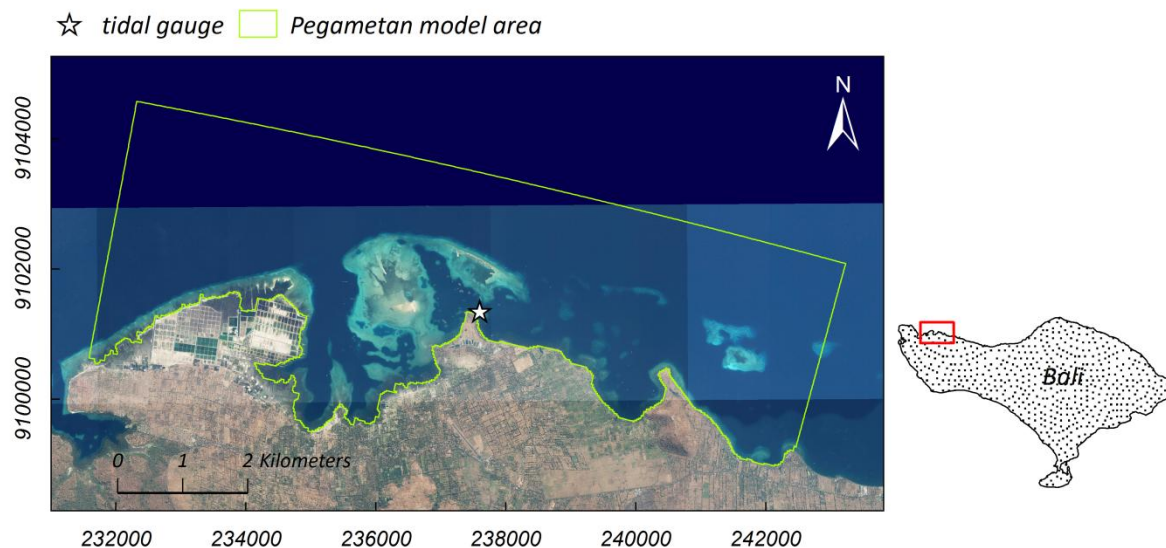 tidal gauge Pegametan model area
N
9104000
9102000
9100000
0 1 2 Kilometers
232000 234000 236000 238000 240000 242000
Bali